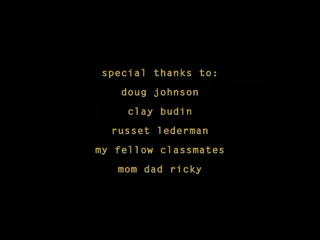 special thanks to:
doug johnson
clay budin
russet lederman
my fellow classmates
mom dad ricky